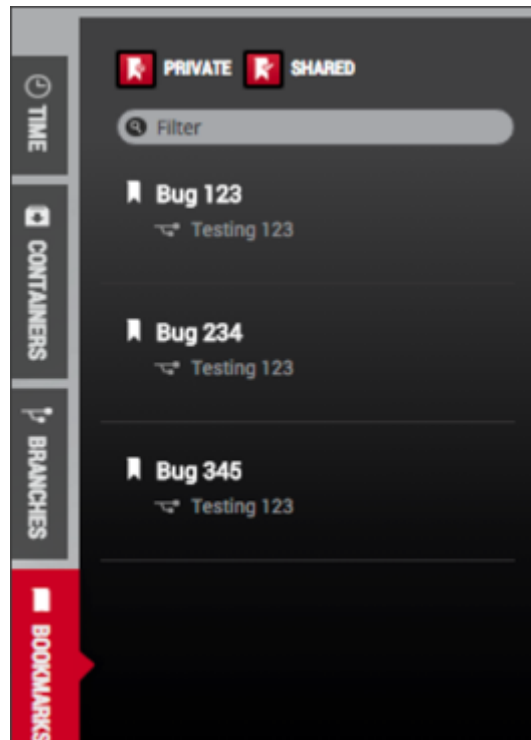 TIME
CONTAINERS
BRANCHES
BOOKMARKS
PRIVATE SHARED
Filter
Bug 123
Testing 123
Bug 234
Testing 123
Bug 345
Testing 123